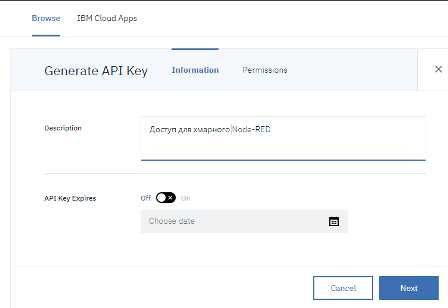 Browse IBM Cloud Apps
Generate API Key Information Permissions
Description
Доступ для хмарного Node-RED
API Key Expires Off On
Choose date
Cancel Next